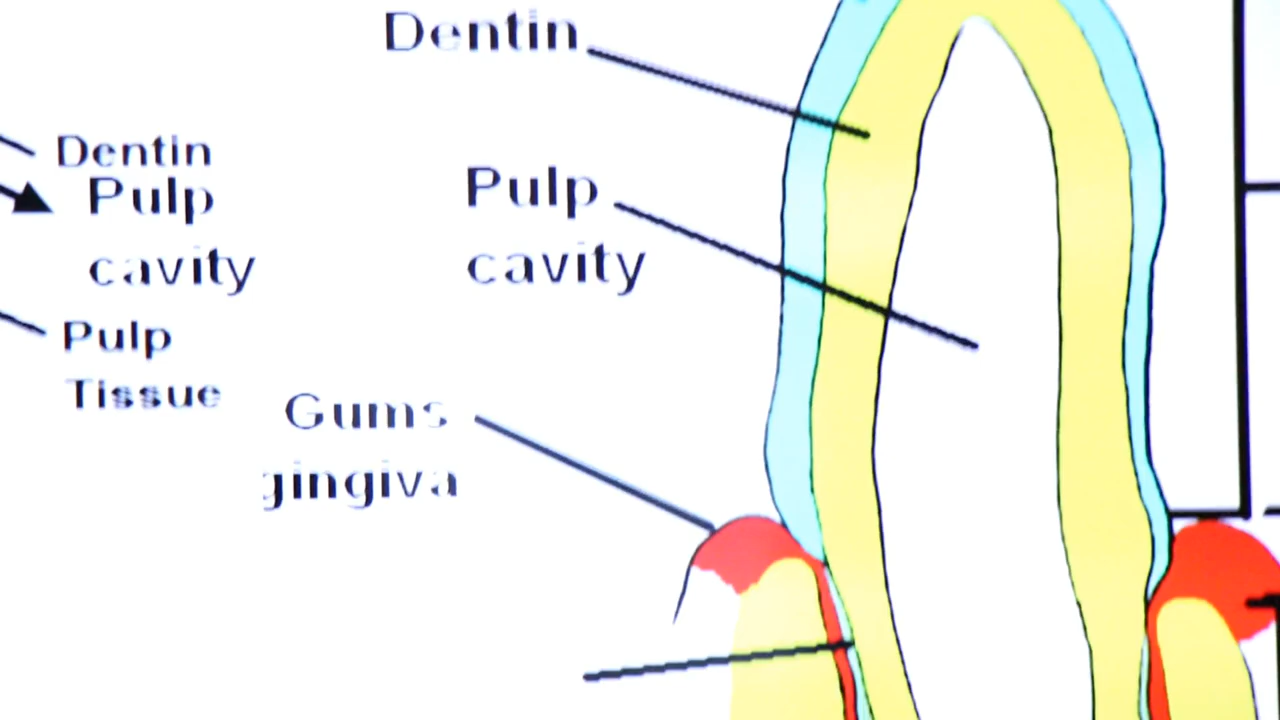 Dentin
Dentin
Pulp
cavity
Pulp
cavity
Pulp
Tissue
Gums
gingiva